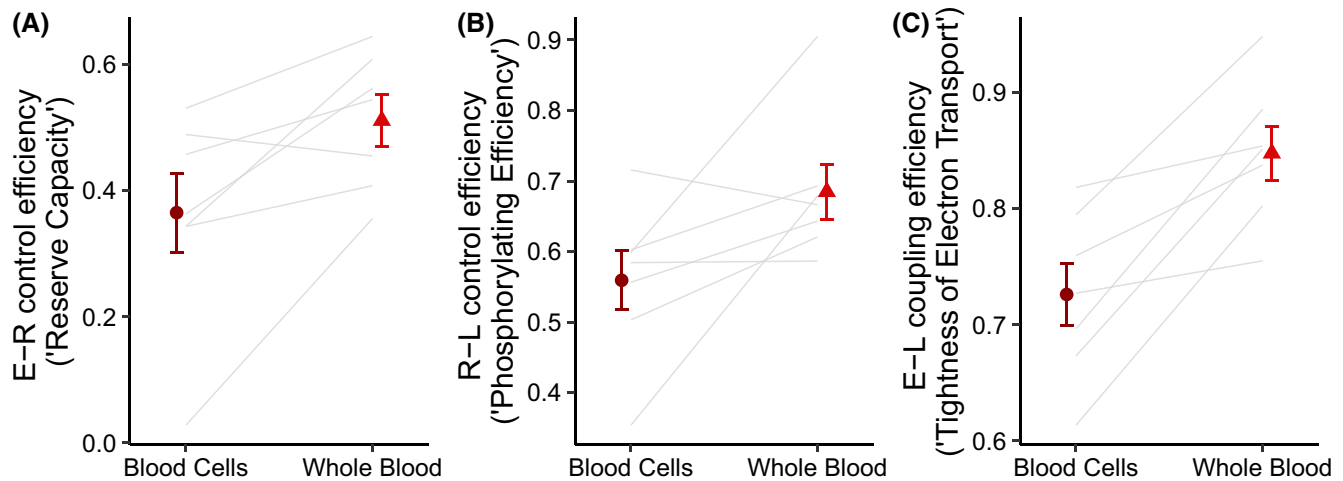 (A)
E−R control efficiency
('Reserve Capacity')
0.6
0.4
0.2
0.0
Blood Cells
Whole Blood
(B)
R−L control efficiency
('Phosphorylating Efficiency')
0.9
0.8
0.7
0.6
0.5
0.4
Blood Cells
Whole Blood
(C)
E−L coupling efficiency
('Tightness of Electron Transport')
0.9
0.8
0.7
0.6
Blood Cells
Whole Blood